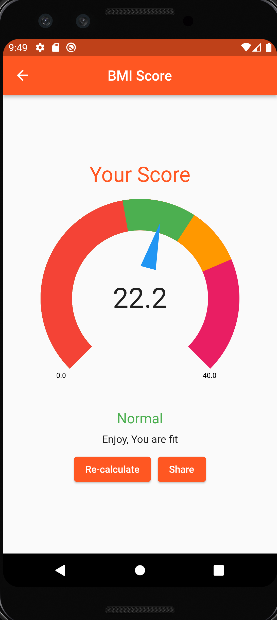 9:49
BMI Score
Your Score
22.2
0.0
40.0
Normal
Enjoy, You are fit
Re-calculate
Share